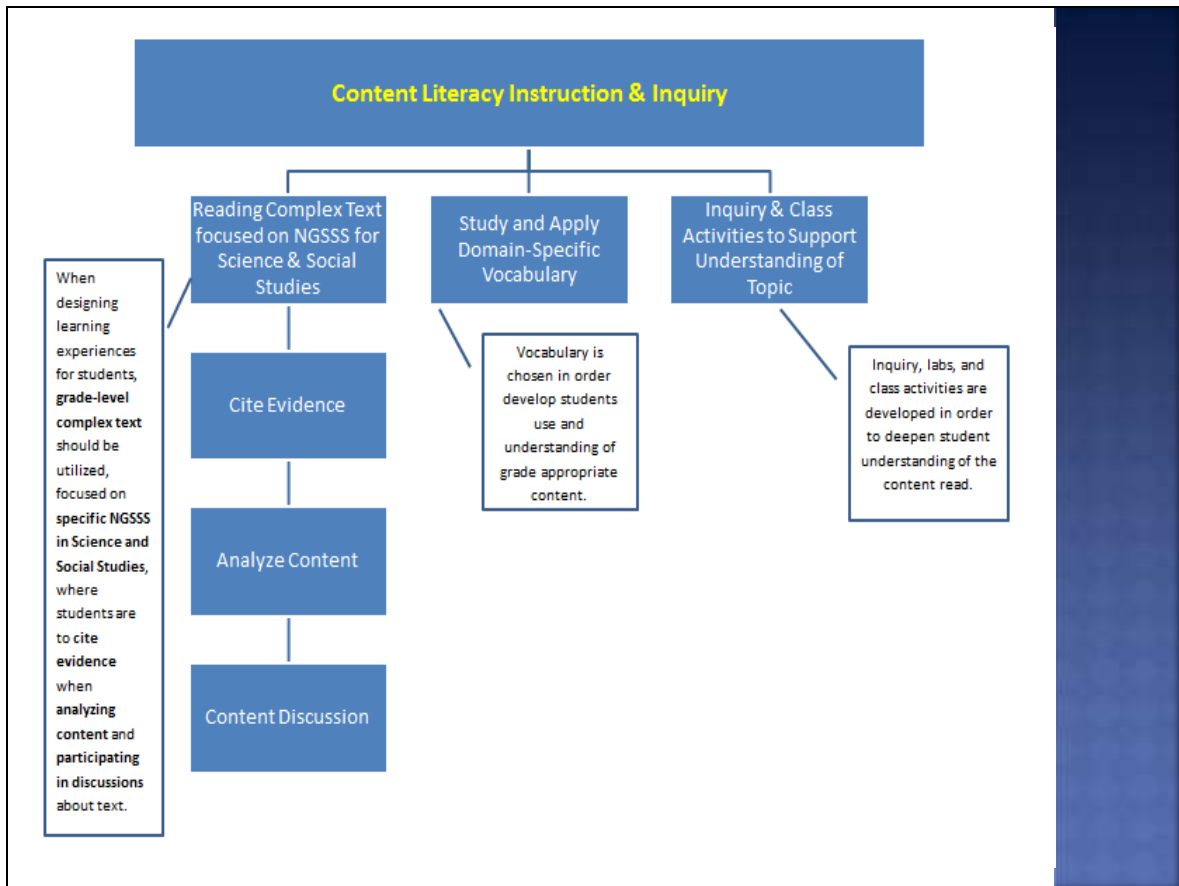 Content Literacy Instruction & Inquiry
Reading Complex Text
focused on NGSSS for
Science & Social
Studies
Study and Apply
Domain-Specific
Vocabulary
Inquiry & Class
Activities to Support
Understanding of
Topic
When
designing
learning
experiences
for students,
grade-level
complex text
should be
utilized,
focused on
specific NGSSS
in Science and
Social Studies,
where
students are
to cite
evidence
when
analyzing
content and
participating
in discussions
about text.
Cite Evidence
Analyze Content
Content Discussion
Vocabulary is
chosen in order
develop students
use and
understanding of
grade appropriate
content.
Inquiry, labs, and
class activities are
developed in order
to deepen student
understanding of the
content read.